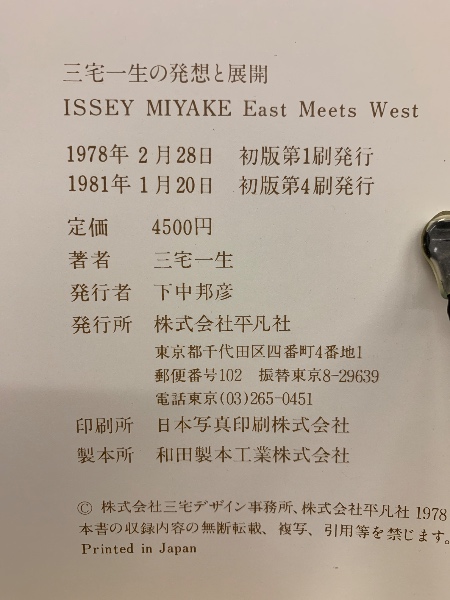 三宅一生の発想と展開
ISSEY MIYAKE East Meets West
1978年 2月28日 初版第1刷発行
1981年 1月20日 初版第4刷発行
定価 4500円
著者 三宅一生
発行者 下中邦彦
発行所 株式会社平凡社
東京都千代田区四番町4番地1
郵便番号102 振替東京8-29639
電話東京(03)265-0451
印刷所 日本写真印刷株式会社
製本所 和田製本工業株式会社
© 株式会社三宅デザイン事務所、株式会社平凡社 1978
本書の収録内容の無断転載、複写、引用等を禁じます。
Printed in Japan